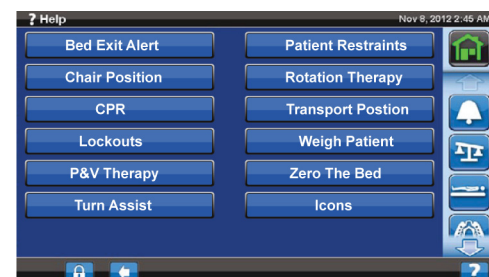 ? Help
Nov 8, 2012 2:45 AM
Bed Exit Alert
Patient Restraints
Chair Position
Rotation Therapy
CPR
Transport Postion
Lockouts
Weigh Patient
P&V Therapy
Zero The Bed
Turn Assist
Icons
?